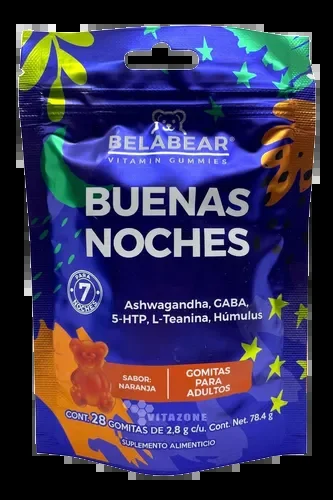 BELABEAR®
VITAMIN GUMMIES
BUENAS
NOCHES
PARA
7
NOCHES
Ashwagandha, GABA,
5-HTP, L-Teanina, Húmulus
SABOR:
NARANJA
GOMITAS
PARA
ADULTOS
VITAZONE
CONT. 28 GOMITAS DE 2,8 g c/u. Cont. Net. 78.4 g
SUPLEMENTO ALIMENTICIO